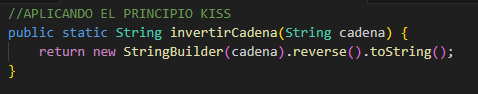 //APLICANDO EL PRINCIPIO KISS
public static String invertirCadena(String cadena) {
    return new StringBuilder(cadena).reverse().toString();
}